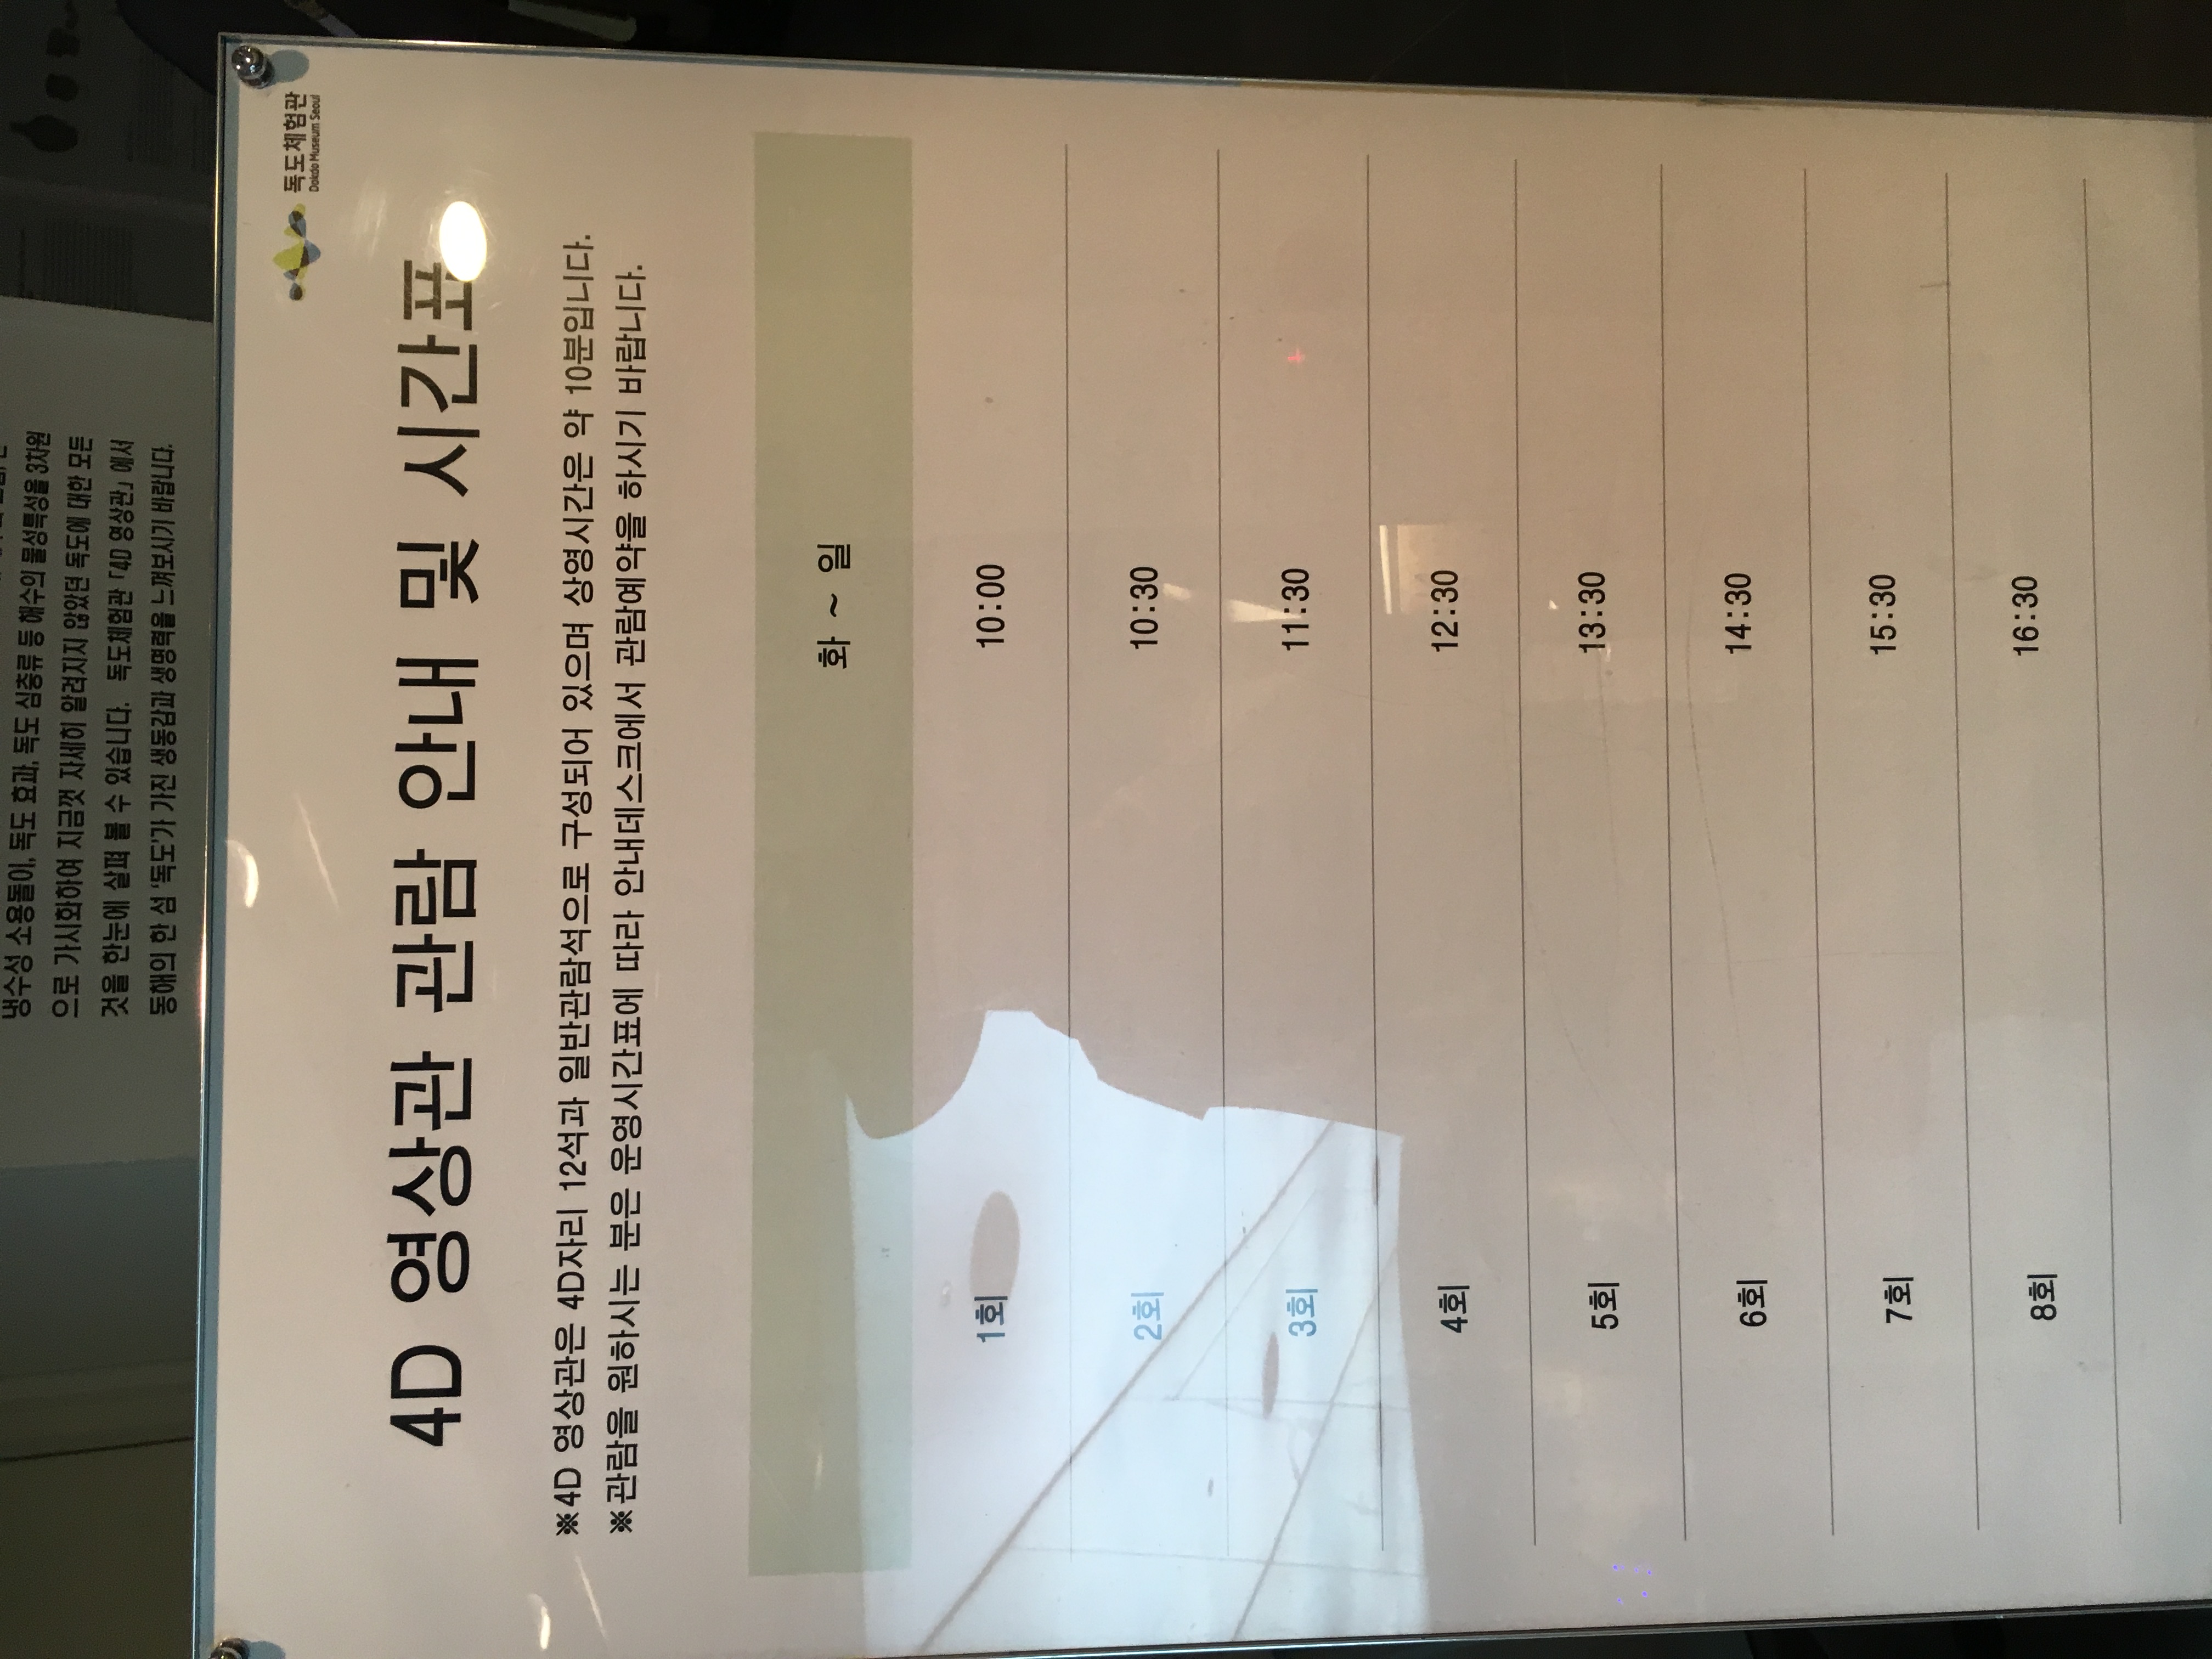 냉수성 소용돌이, 독도 효과, 독도 심층류 등 해수의 물성특성을 3차원
으로 가시화하여 지금껏 자세히 알려지지 않았던 독도에 대한 모든
것을 한눈에 살펴 볼 수 있습니다. 독도체험관 「4D 영상관」에서
동해의 한 섬 '독도'가 가진 생동감과 생명력을 느껴보시기 바랍니다.
독도체험관
Dokdo Museum Seoul
4D 영상관 관람 안내 및 시간표
※4D 영상관은 4D자리 12석과 일반관람석으로 구성되어 있으며 상영시간은 약 10분입니다.
※관람을 원하시는 분은 운영시간표에 따라 안내데스크에서 관람예약을 하시기 바랍니다.
화 ~ 일
1회 10:00
2회 10:30
3회 11:30
4회 12:30
5회 13:30
6회 14:30
7회 15:30
8회 16:30